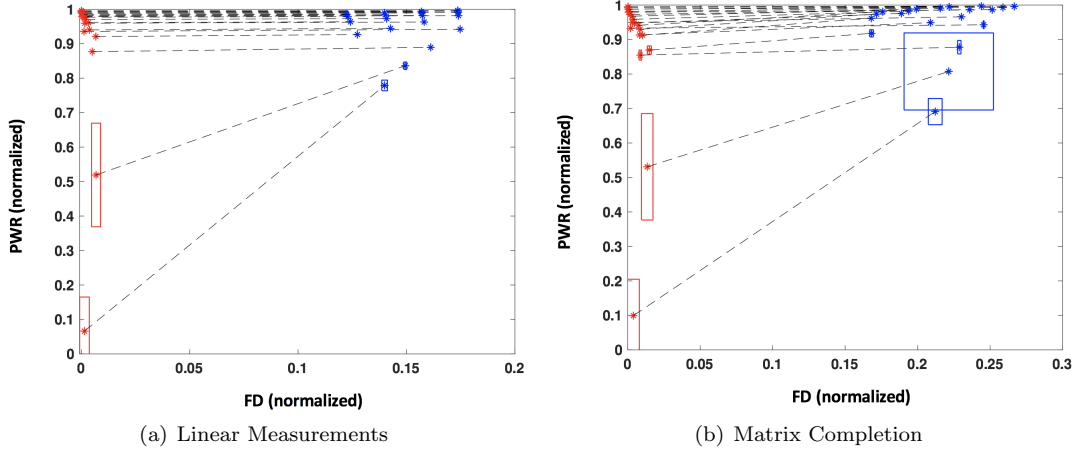 1
0.9
0.8
0.7
0.6
0.5
0.4
0.3
0.2
0.1
0
PWR (normalized)
0 0.05 0.1 0.15 0.2
FD (normalized)
(a) Linear Measurements
1
0.9
0.8
0.7
0.6
0.5
0.4
0.3
0.2
0.1
0
PWR (normalized)
0 0.05 0.1 0.15 0.2 0.25 0.3
FD (normalized)
(b) Matrix Completion